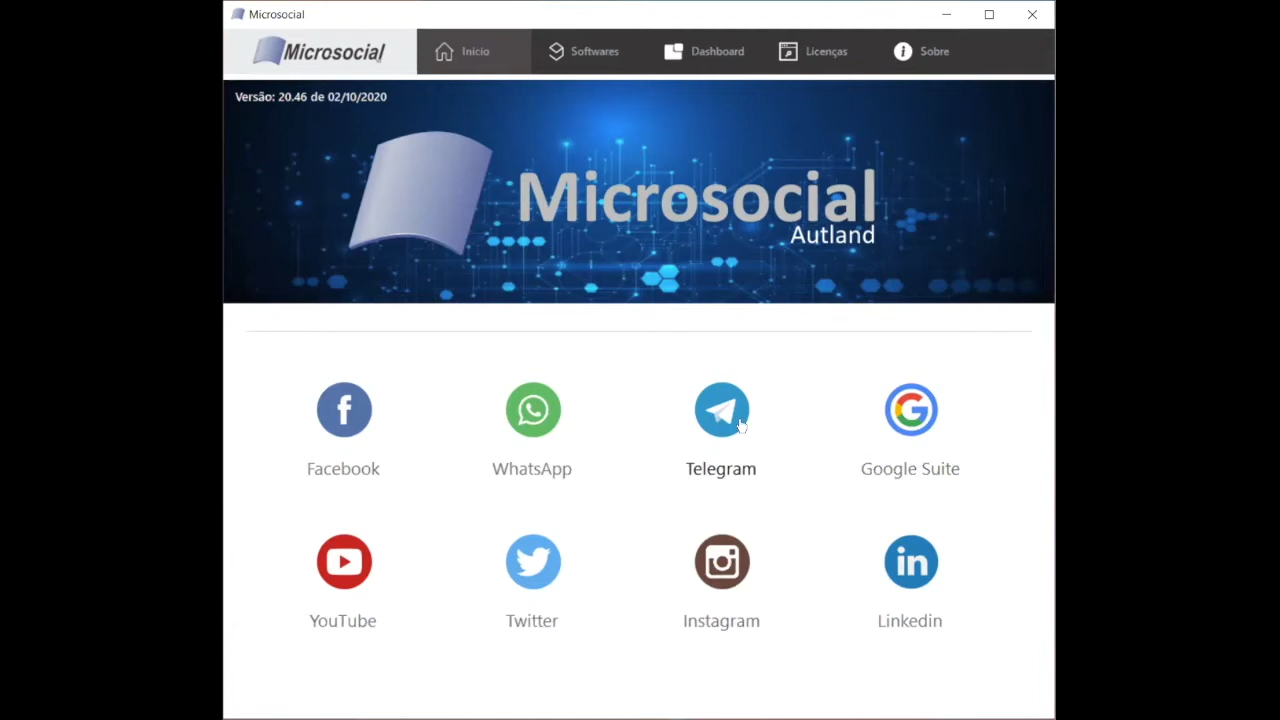 Microsocial
Microsocial
Início
Softwares
Dashboard
Licenças
Sobre
Versão: 20.46 de 02/10/2020
Microsocial
Autland
Facebook
WhatsApp
Telegram
Google Suite
YouTube
Twitter
Instagram
Linkedin